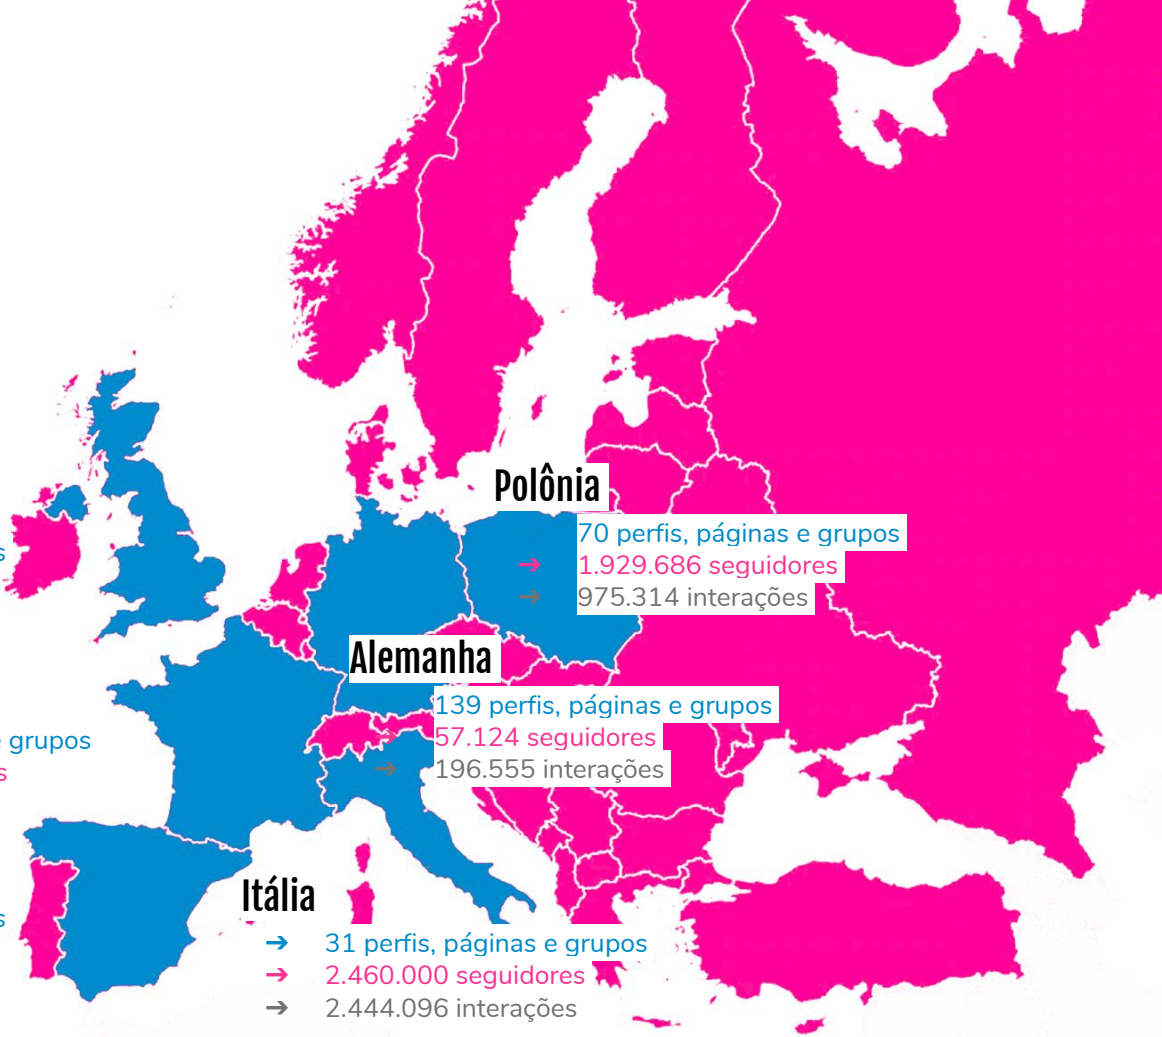 Polônia
70 perfis, páginas e grupos
➔ 1.929.686 seguidores
➔ 975.314 interações
Alemanha
139 perfis, páginas e grupos
➔ 57.124 seguidores
➔ 196.555 interações
grupos
Itália
➔ 31 perfis, páginas e grupos
➔ 2.460.000 seguidores
➔ 2.444.096 interações